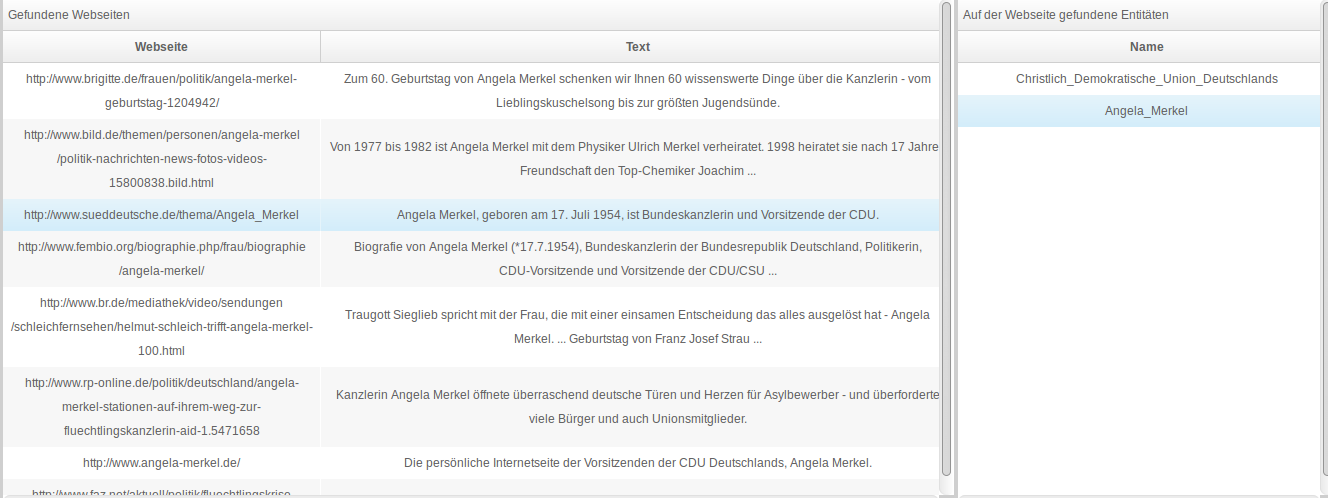 Gefundene Webseiten
Webseite
Text
http://www.brigitte.de/frauen/politik/angela-merkel-
geburtstag-1204942/
Zum 60. Geburtstag von Angela Merkel schenken wir Ihnen 60 wissenswerte Dinge über die Kanzlerin - vom
Lieblingskuschelsong bis zur größten Jugendsünde.
http://www.bild.de/themen/personen/angela-merkel
/politik-nachrichten-news-fotos-videos-
15800838.bild.html
Von 1977 bis 1982 ist Angela Merkel mit dem Physiker Ulrich Merkel verheiratet. 1998 heiratet sie nach 17 Jahre
Freundschaft den Top-Chemiker Joachim ...
http://www.sueddeutsche.de/thema/Angela_Merkel
Angela Merkel, geboren am 17. Juli 1954, ist Bundeskanzlerin und Vorsitzende der CDU.
http://www.fembio.org/biographie.php/frau/biographie
/angela-merkel/
Biografie von Angela Merkel (*17.7.1954), Bundeskanzlerin der Bundesrepublik Deutschland, Politikerin,
CDU-Vorsitzende und Vorsitzende der CDU/CSU ...
http://www.br.de/mediathek/video/sendungen
/schleichfernsehen/helmut-schleich-trifft-angela-merkel-
100.html
Traugott Sieglieb spricht mit der Frau, die mit einer einsamen Entscheidung das alles ausgelöst hat - Angela
Merkel. ... Geburtstag von Franz Josef Strau ...
http://www.rp-online.de/politik/deutschland/angela-
merkel-stationen-auf-ihrem-weg-zur-
fluechtlingskanzlerin-aid-1.5471658
Kanzlerin Angela Merkel öffnete überraschend deutsche Türen und Herzen für Asylbewerber - und überforderte
viele Bürger und auch Unionsmitglieder.
http://www.angela-merkel.de/
Die persönliche Internetseite der Vorsitzenden der CDU Deutschlands, Angela Merkel.
http://www.faz.net/aktuell/politik/fluechtlingskrise
Auf der Webseite gefundene Entitäten
Name
Christlich_Demokratische_Union_Deutschlands
Angela_Merkel